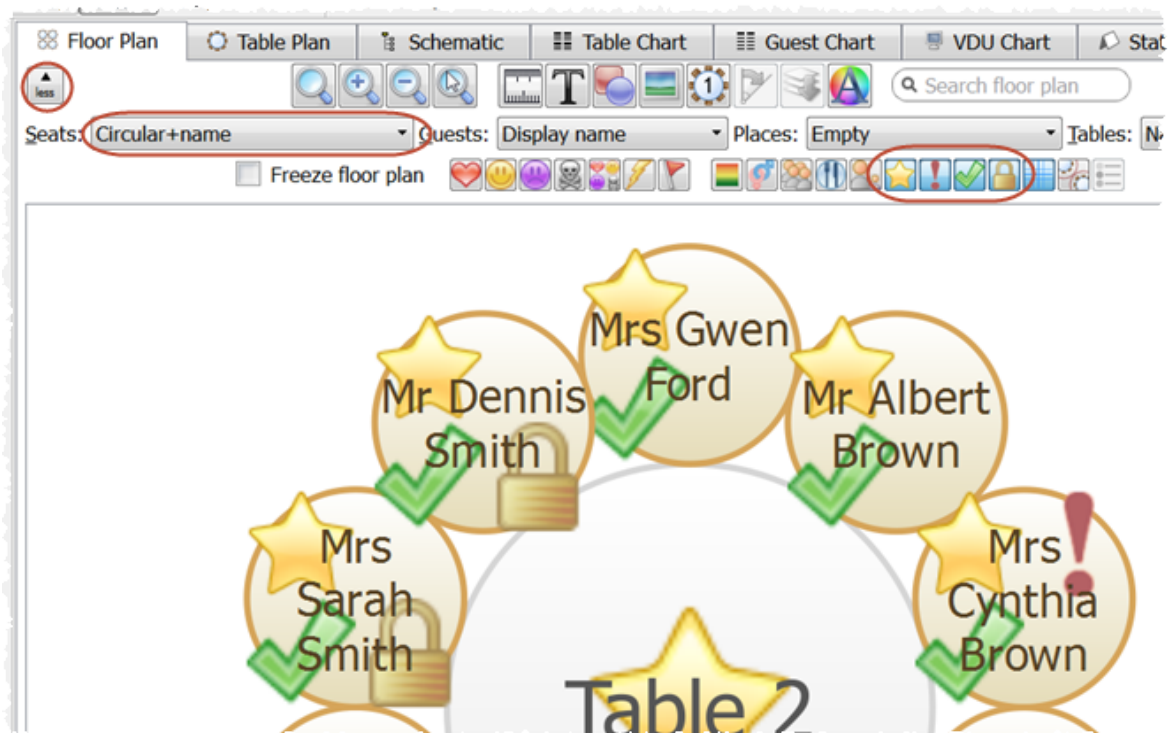 Floor Plan
Table Plan
Schematic
Table Chart
Guest Chart
VDU Chart
less
T
1
A
Search floor plan
Seats:
Circular+name
Guests:
Display name
Places:
Empty
Tables:
Freeze floor plan
Mrs Gwen
Ford
Mr Dennis
Smith
Mr Albert
Brown
Mrs
Sarah
Smith
Mrs
Cynthia
Brown
Table 2